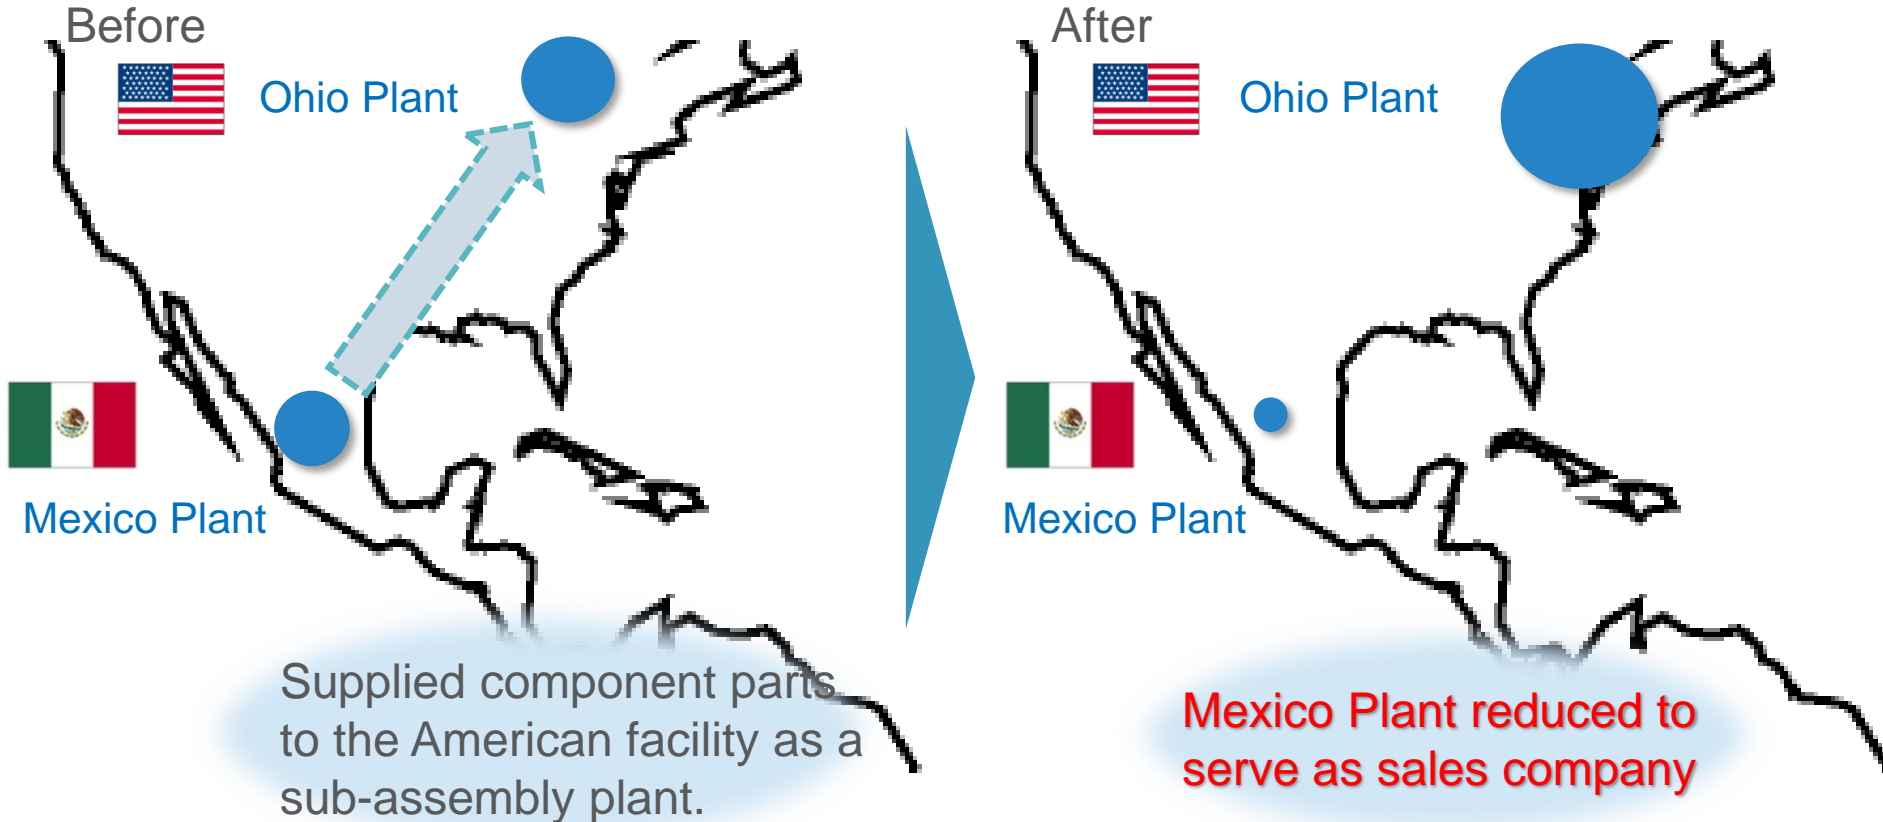 Before
Ohio Plant
Mexico Plant
Supplied component parts
to the American facility as a
sub-assembly plant.
After
Ohio Plant
Mexico Plant
Mexico Plant reduced to
serve as sales company